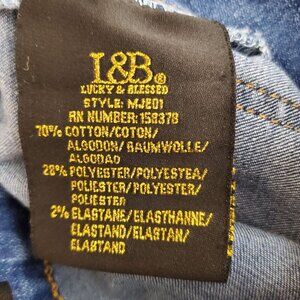 L&B®
LUCKY & BLESSED
STYLE: MJE01
RN NUMBER: 158378
70% COTTON/COTON/
ALGODON/BAUMWOLLE/
ALGODAO
28% POLYESTER/POLYESTEA/
POLIESTER/POLYESTER/
POLIESTER
2% ELASTANE/ELASTHANNE/
ELASTAND/ELASTAN/
ELASTAND